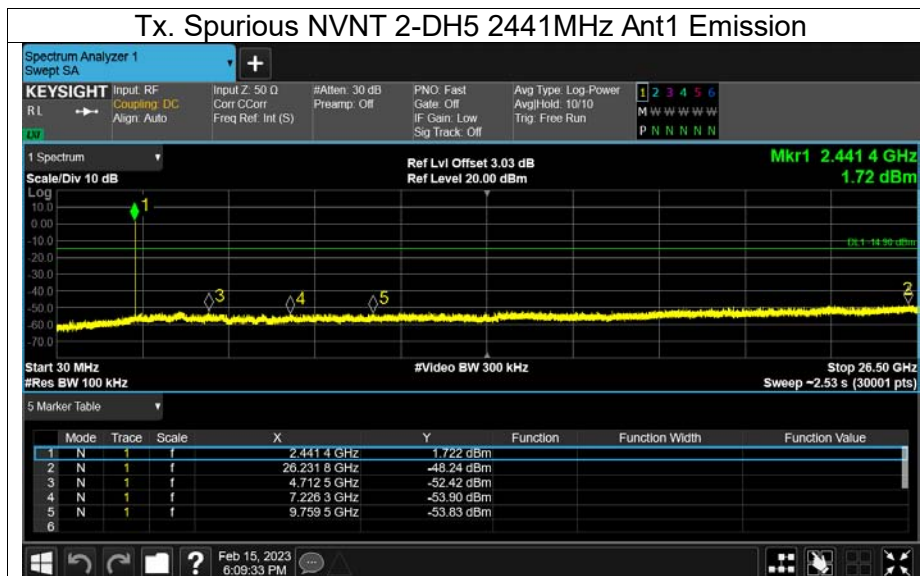 Tx. Spurious NVNT 2-DH5 2441MHz Ant1 Emission
Spectrum Analyzer 1
Swept SA
+
KEYSIGHT Input: RF Input Z: 50 Ω #Atten: 30 dB PNO: Fast Avg Type: Log-Power 1 2 3 4 5 6
RL Coupling: DC Corr CCorr Preamp: Off Gate: Off Avg|Hold: 10/10 M W W W W W
Align: Auto Freq Ref: Int (S) IF Gain: Low Trig: Free Run
Sig Track: Off P N N N N N
1 Spectrum Ref Lvl Offset 3.03 dB Mkr1 2.441 4 GHz
Scale/Div 10 dB Ref Level 20.00 dBm 1.72 dBm
Log
10.0
1
0.00
-10.0
DL1 -14.90 dBm
-20.0
-30.0
-40.0
3 4 5 2
-50.0
-60.0
-70.0
Start 30 MHz #Video BW 300 kHz Stop 26.50 GHz
#Res BW 100 kHz Sweep ~2.53 s (30001 pts)
5 Marker Table
Mode Trace Scale X Y Function Function Width Function Value
1 N 1 f 2.441 4 GHz 1.722 dBm
2 N 1 f 26.231 8 GHz -48.24 dBm
3 N 1 f 4.712 5 GHz -52.42 dBm
4 N 1 f 7.226 3 GHz -53.90 dBm
5 N 1 f 9.759 5 GHz -53.83 dBm
6
? Feb 15, 2023
6:09:33 PM